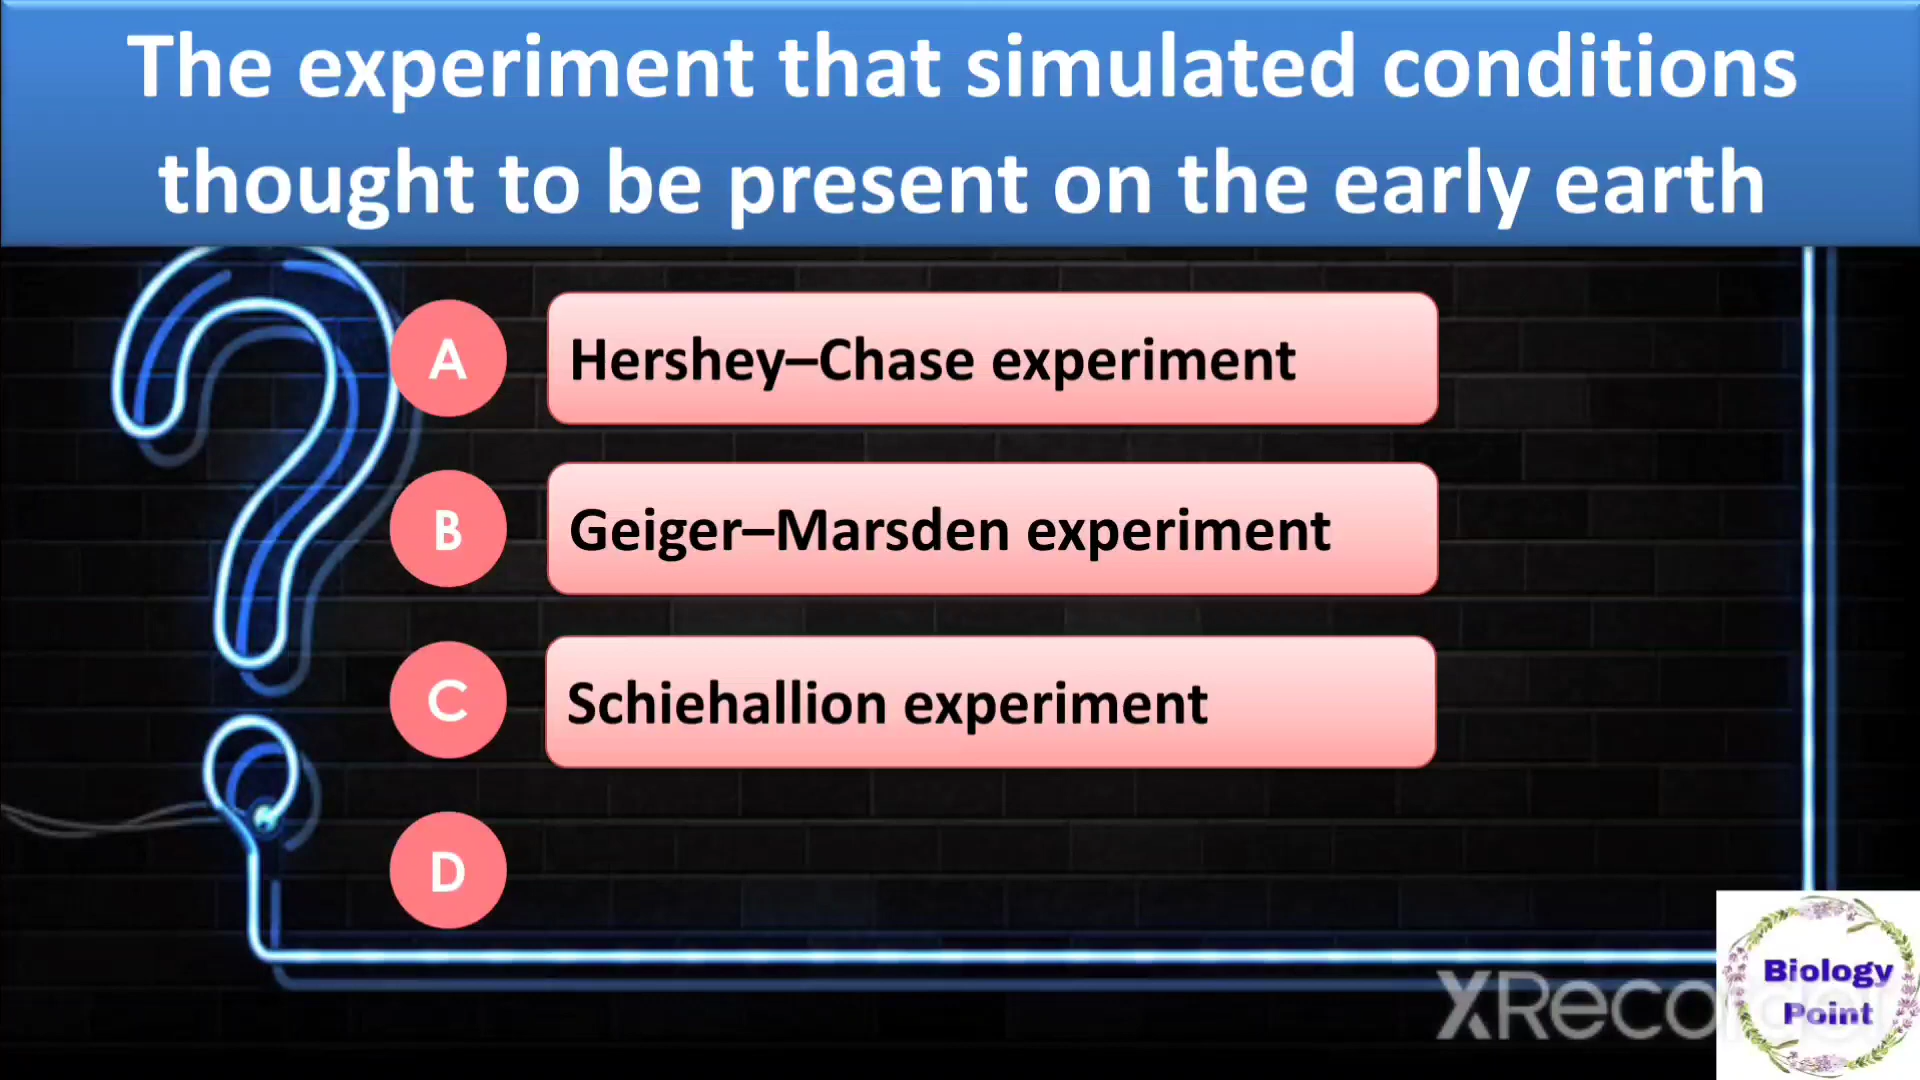 The experiment that simulated conditions
thought to be present on the early earth
A
Hershey–Chase experiment
B
Geiger–Marsden experiment
C
Schiehallion experiment
D
XRecorder
Biology
Point